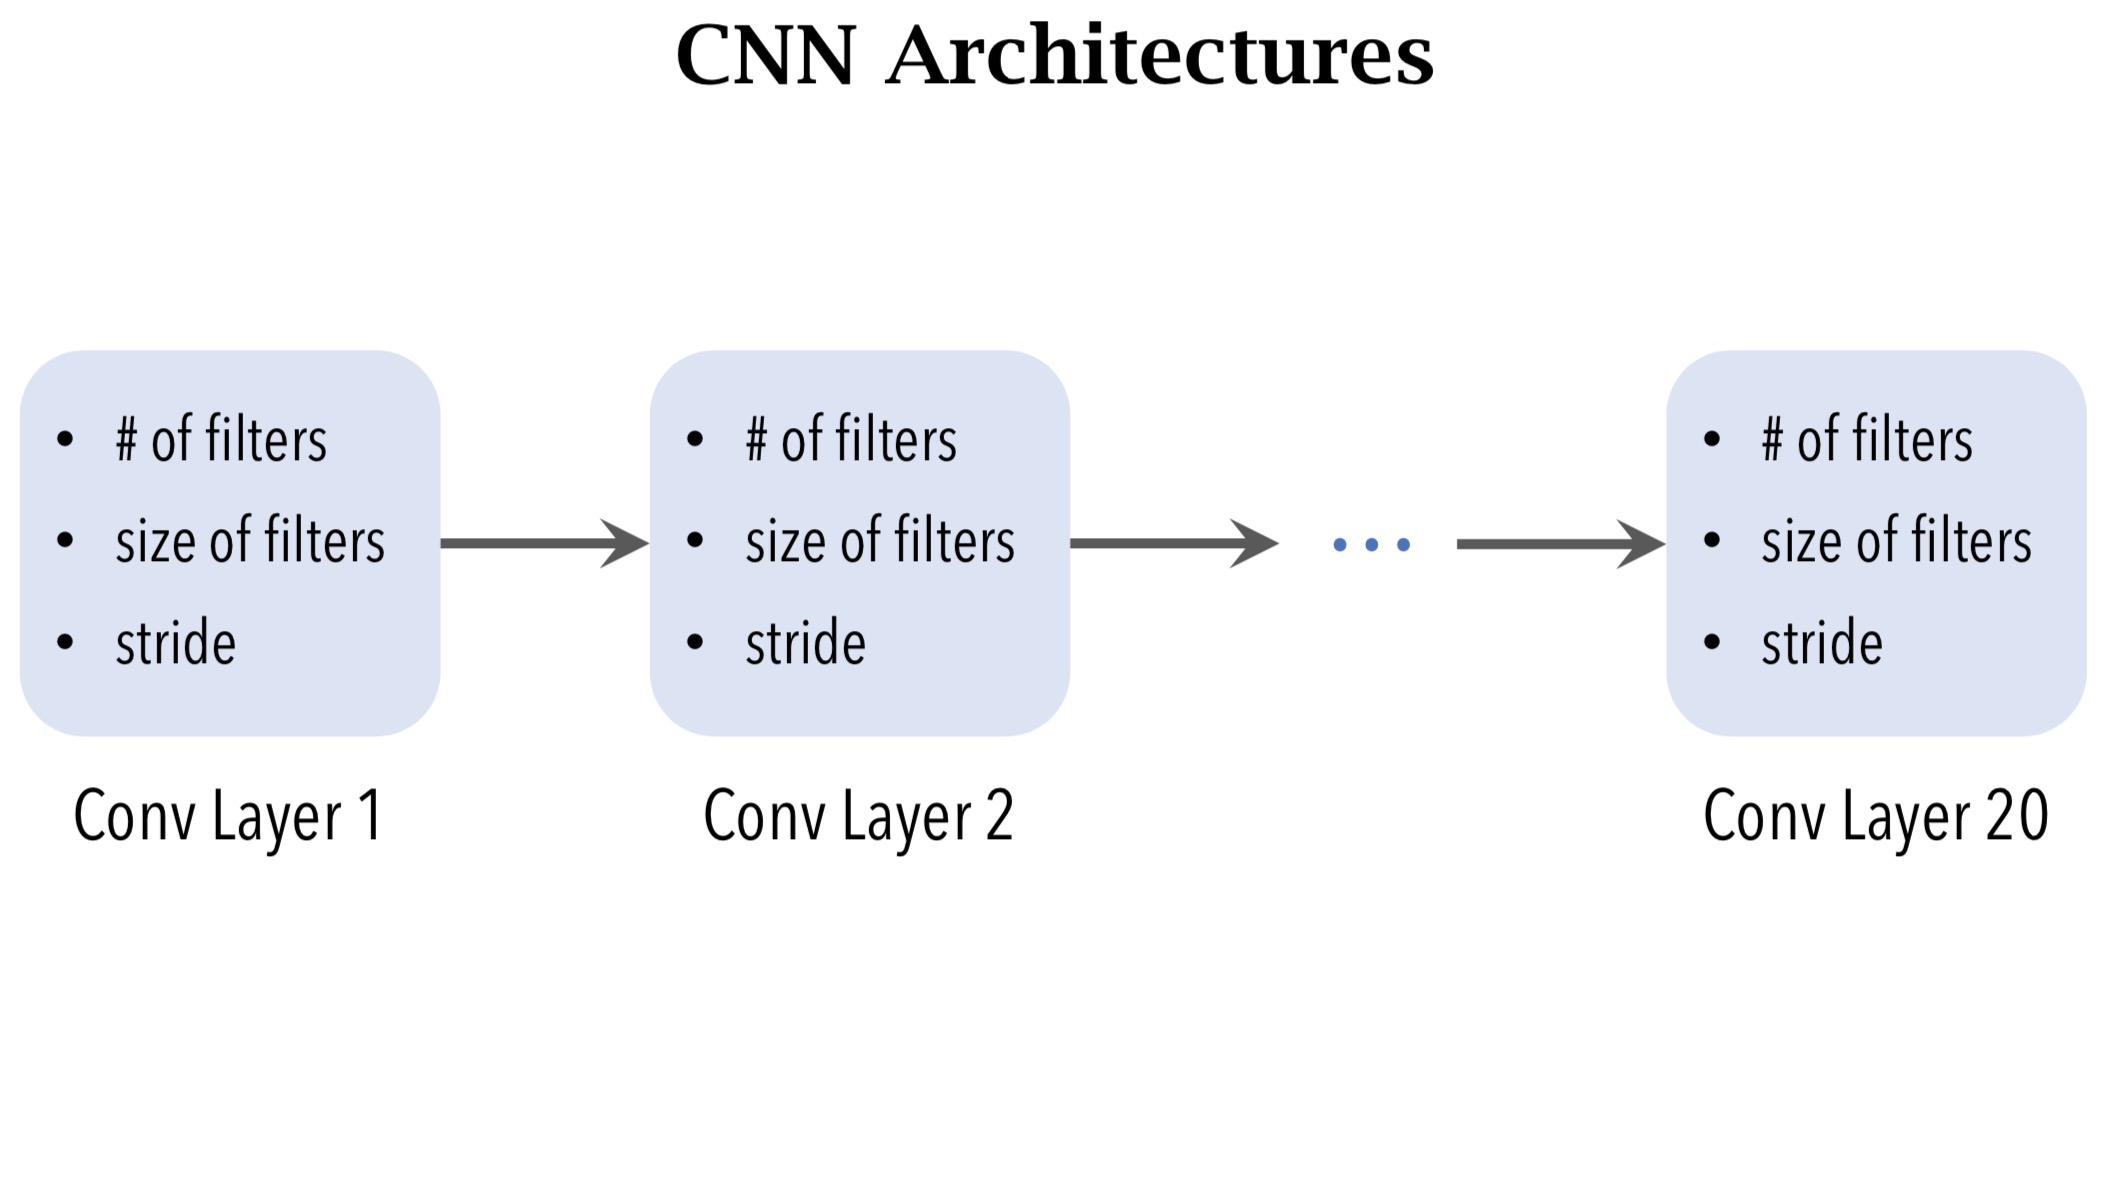 CNN Architectures
• # of filters
• size of filters
• stride
Conv Layer 1
• # of filters
• size of filters
• stride
Conv Layer 2
• • •
• # of filters
• size of filters
• stride
Conv Layer 20